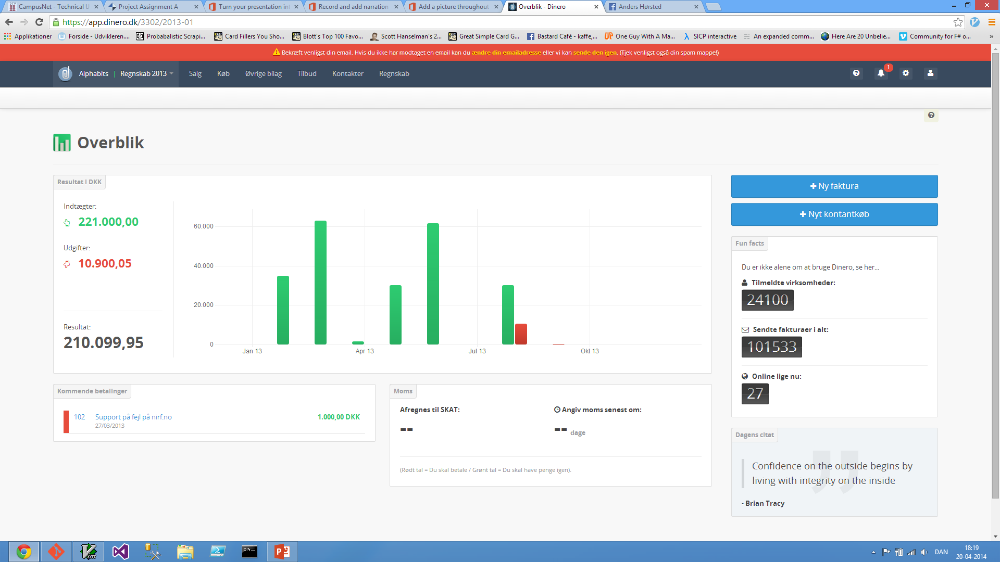 CampusNet - Technical U
Project Assignment A
Turn your presentation int
Record and add narration
Add a picture throughout
Overblik - Dinero
Anders Hørsted
https://app.dinero.dk/3302/2013-01
Applikationer
Forside - Udvikleren....
Probabalistic Scrapi...
Card Fillers You Sho...
Blott's Top 100 Favo...
Scott Hanselman's 2...
Great Simple Card G...
Bastard Café - kaffe,...
One Guy With A Ma...
SICP interactive
An expanded comm...
Here Are 20 Unbelie...
Community for F# o...
»
Bekræft venligst din email. Hvis du ikke har modtaget en email kan du ændre din emailadresse eller vi kan sende den igen. (Tjek venligst også din spam mappe!)
Alphabits | Regnskab 2013
Salg
Køb
Øvrige bilag
Tilbud
Kontakter
Regnskab
1
Overblik
Resultat i DKK
Indtægter:
221.000,00
Udgifter:
10.900,05
Resultat:
210.099,95
60.000
40.000
20.000
0
Jan 13
Apr 13
Jul 13
Okt 13
+ Ny faktura
+ Nyt kontantkøb
Fun facts
Du er ikke alene om at bruge Dinero, se her...
Tilmeldte virksomheder:
24100
Sendte fakturaer i alt:
101533
Online lige nu:
27
Kommende betalinger
102 Support på fejl på nirf.no 1.000,00 DKK
27/03/2013
Moms
Afregnes til SKAT:
--
Angiv moms senest om:
-- dage
(Rødt tal = Du skal betale / Grønt tal = Du skal have penge igen).
Dagens citat
Confidence on the outside begins by
living with integrity on the inside
- Brian Tracy
DAN
18:19
20-04-2014